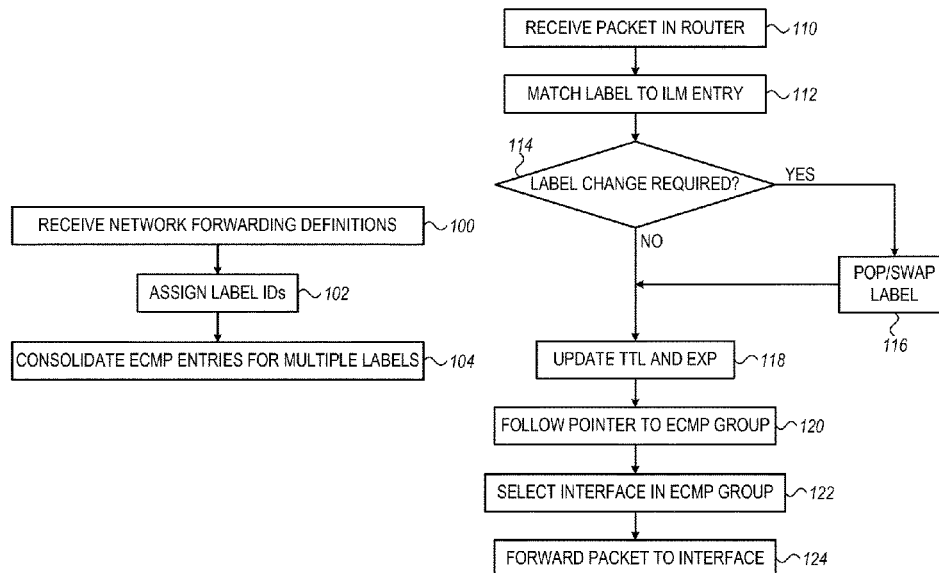 RECEIVE NETWORK FORWARDING DEFINITIONS 100
ASSIGN LABEL IDs 102
CONSOLIDATE ECMP ENTRIES FOR MULTIPLE LABELS 104
RECEIVE PACKET IN ROUTER 110
MATCH LABEL TO ILM ENTRY 112
114
LABEL CHANGE REQUIRED?
YES
NO
POP/SWAP
LABEL
116
UPDATE TTL AND EXP 118
FOLLOW POINTER TO ECMP GROUP 120
SELECT INTERFACE IN ECMP GROUP 122
FORWARD PACKET TO INTERFACE 124